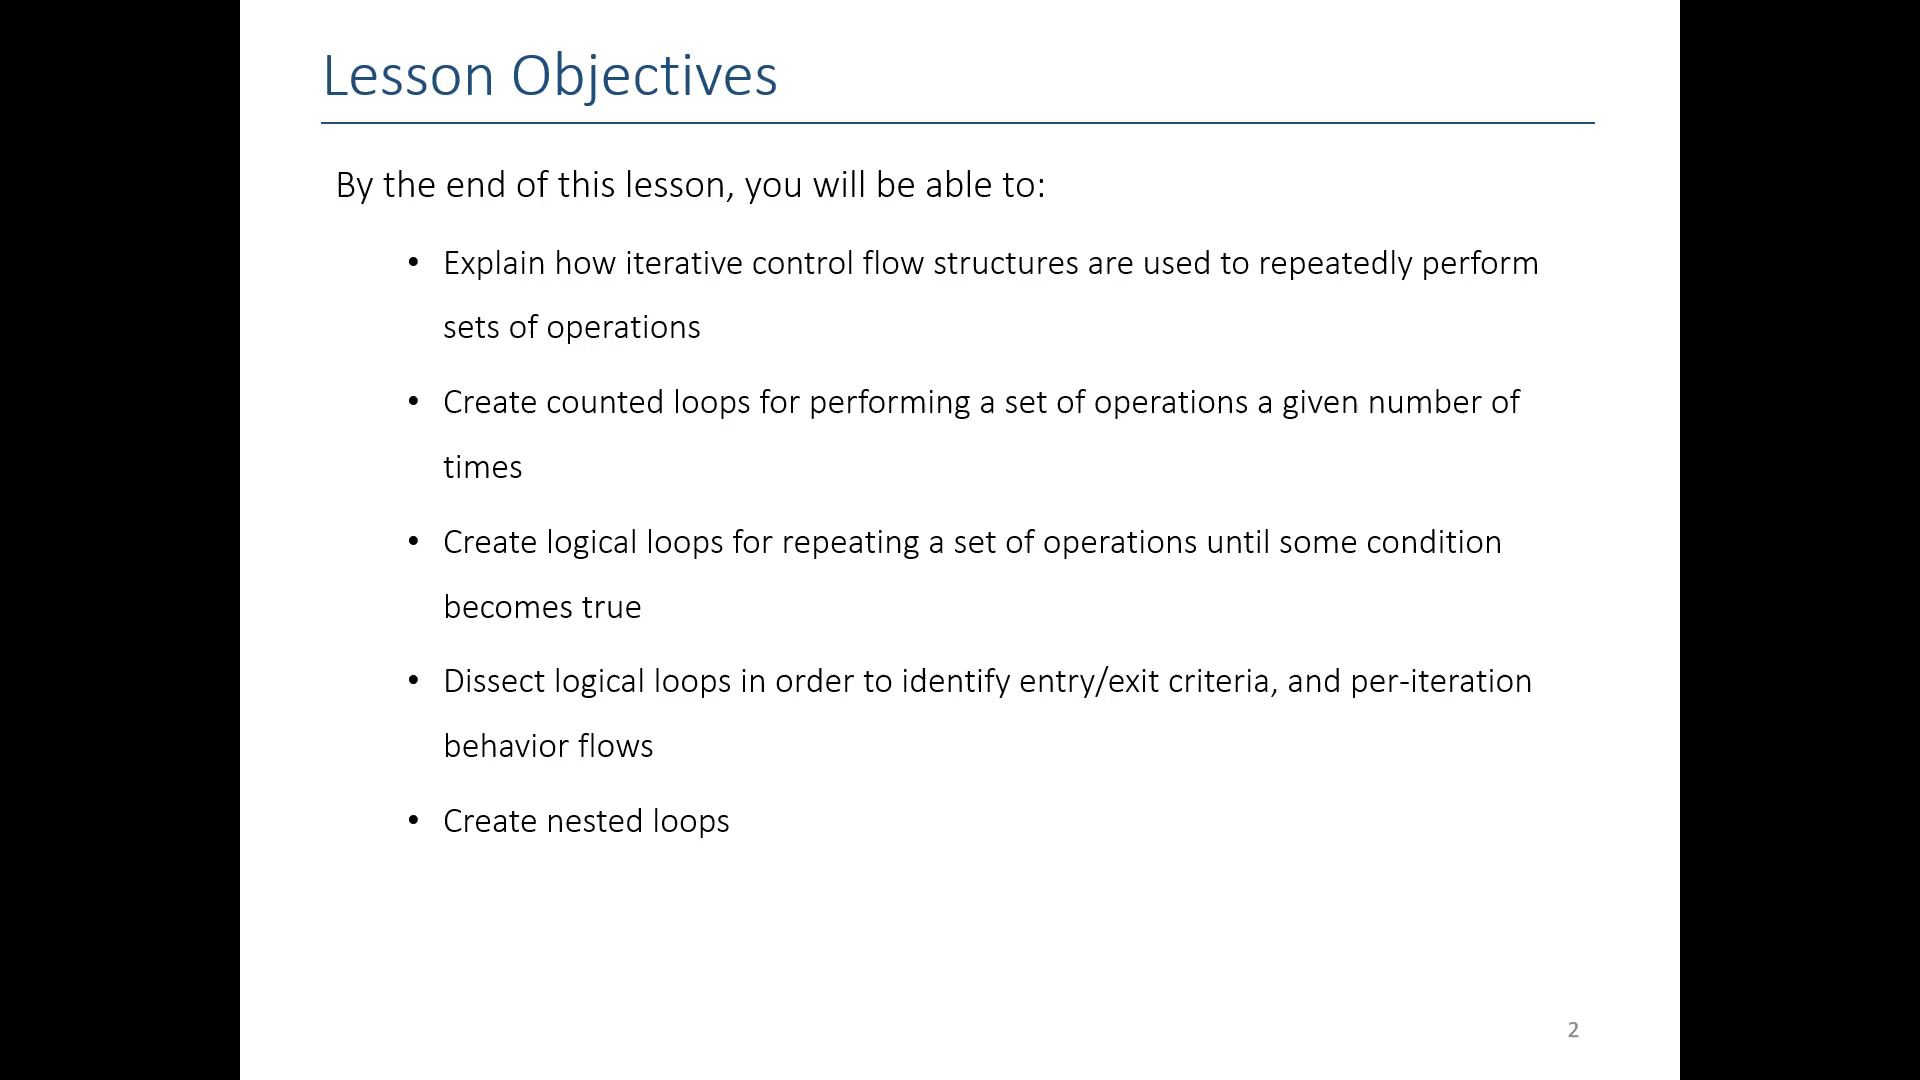 Lesson Objectives
By the end of this lesson, you will be able to:
• Explain how iterative control flow structures are used to repeatedly perform
sets of operations
• Create counted loops for performing a set of operations a given number of
times
• Create logical loops for repeating a set of operations until some condition
becomes true
• Dissect logical loops in order to identify entry/exit criteria, and per-iteration
behavior flows
• Create nested loops
2